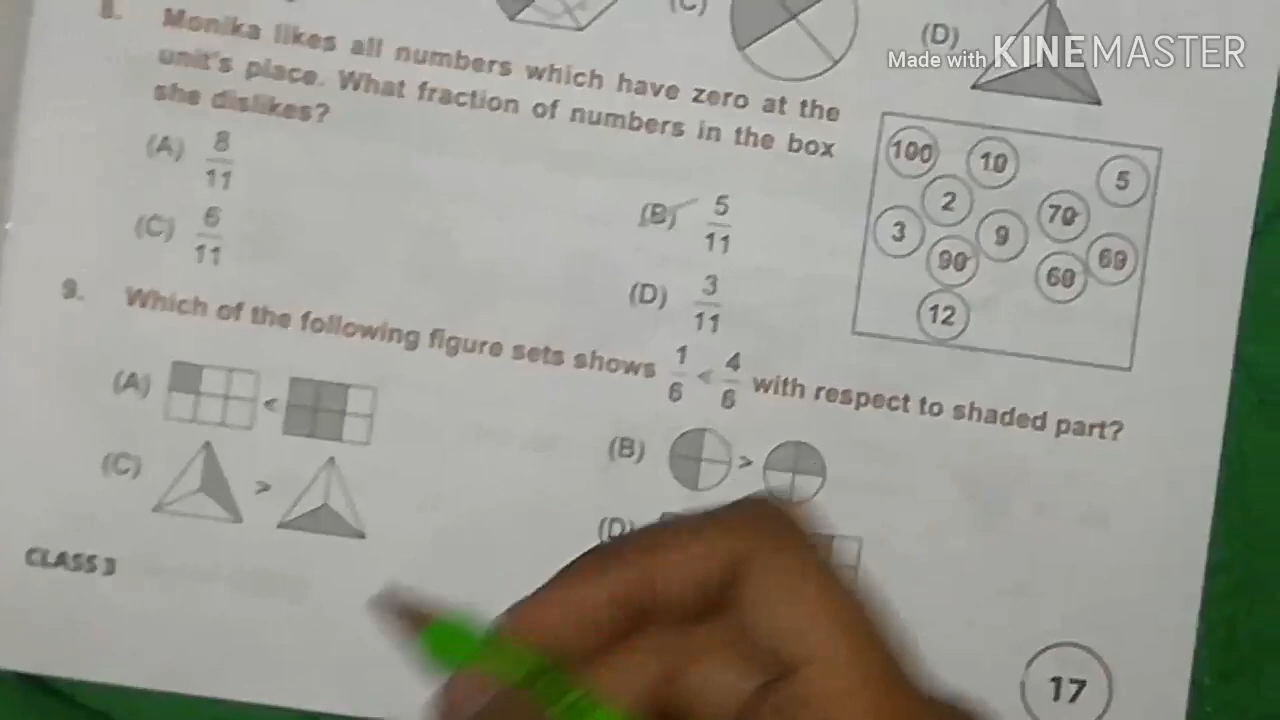 (C)
(D)
Made with KINEMASTER
8. Monika likes all numbers which have zero at the
unit's place. What fraction of numbers in the box
she dislikes?
(A) 8/11
(B) 5/11
(C) 6/11
(D) 3/11
100 10 5
2 70
3 9 69
90 60
12
9. Which of the following figure sets shows 1/6 < 4/6 with respect to shaded part?
(A) <
(B) >
(C) >
(D)
CLASS 3
17